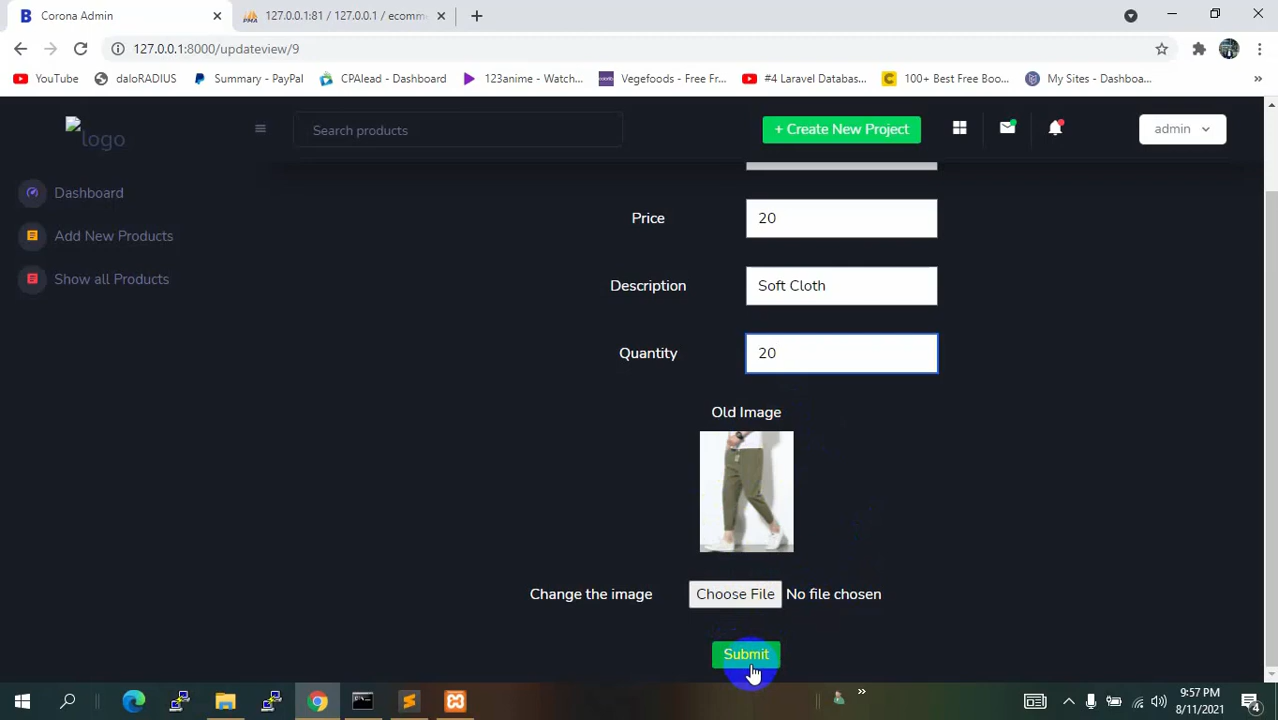 Corona Admin
127.0.0.1:81 / 127.0.0.1 / ecomm
127.0.0.1:8000/updateview/9
YouTube
daloRADIUS
Summary - PayPal
CPAlead - Dashboard
123anime - Watch...
Vegefoods - Free Fr...
#4 Laravel Databas...
100+ Best Free Boo...
My Sites - Dashboa...
logo
Search products
+ Create New Project
admin
Dashboard
Add New Products
Show all Products
Price
20
Description
Soft Cloth
Quantity
20
Old Image
Change the image
Choose File
No file chosen
Submit
9:57 PM
8/11/2021
4